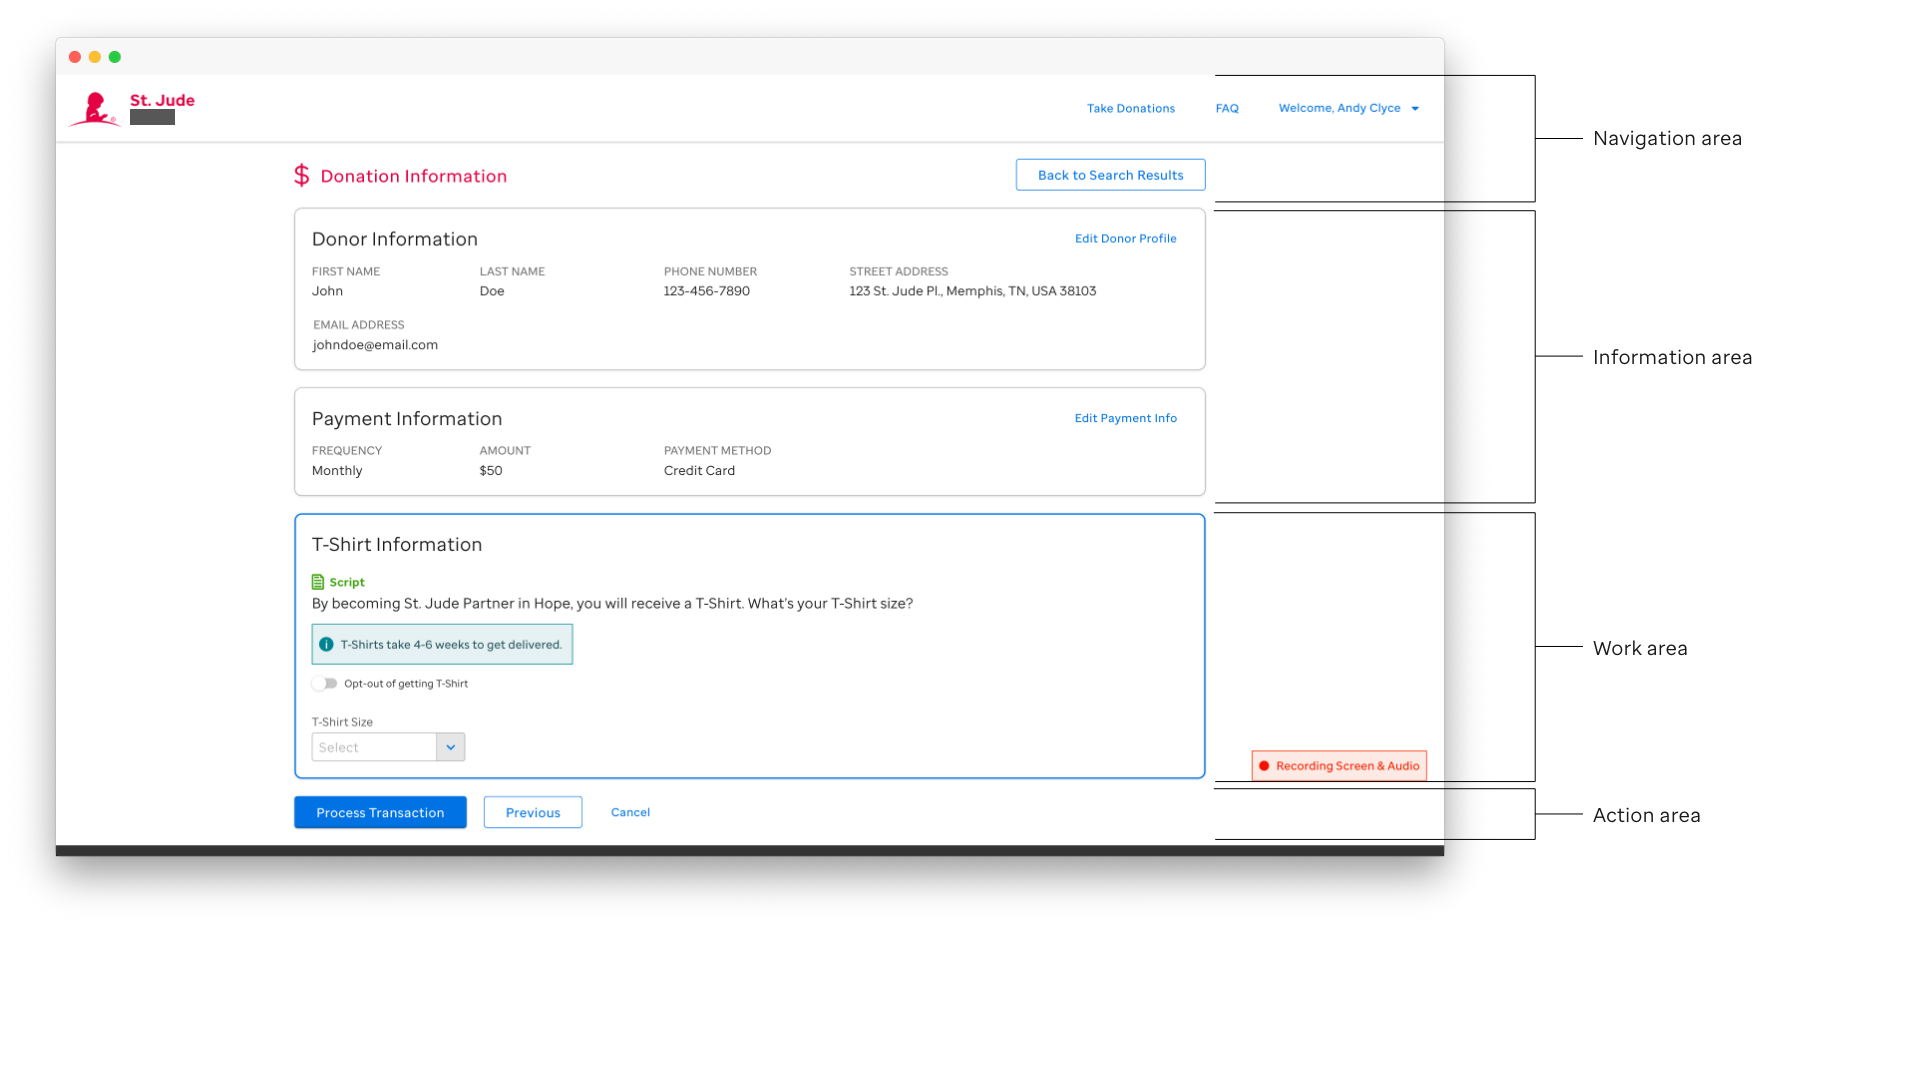 St. Jude
Take Donations FAQ Welcome, Andy Clyce
Navigation area
$ Donation Information Back to Search Results
Donor Information Edit Donor Profile
FIRST NAME LAST NAME PHONE NUMBER STREET ADDRESS
John Doe 123-456-7890 123 St. Jude Pl., Memphis, TN, USA 38103
EMAIL ADDRESS
johndoe@email.com
Information area
Payment Information Edit Payment Info
FREQUENCY AMOUNT PAYMENT METHOD
Monthly $50 Credit Card
T-Shirt Information
Script
By becoming St. Jude Partner in Hope, you will receive a T-Shirt. What's your T-Shirt size?
i T-Shirts take 4-6 weeks to get delivered.
Work area
Opt-out of getting T-Shirt
T-Shirt Size
Select
Recording Screen & Audio
Process Transaction Previous Cancel
Action area